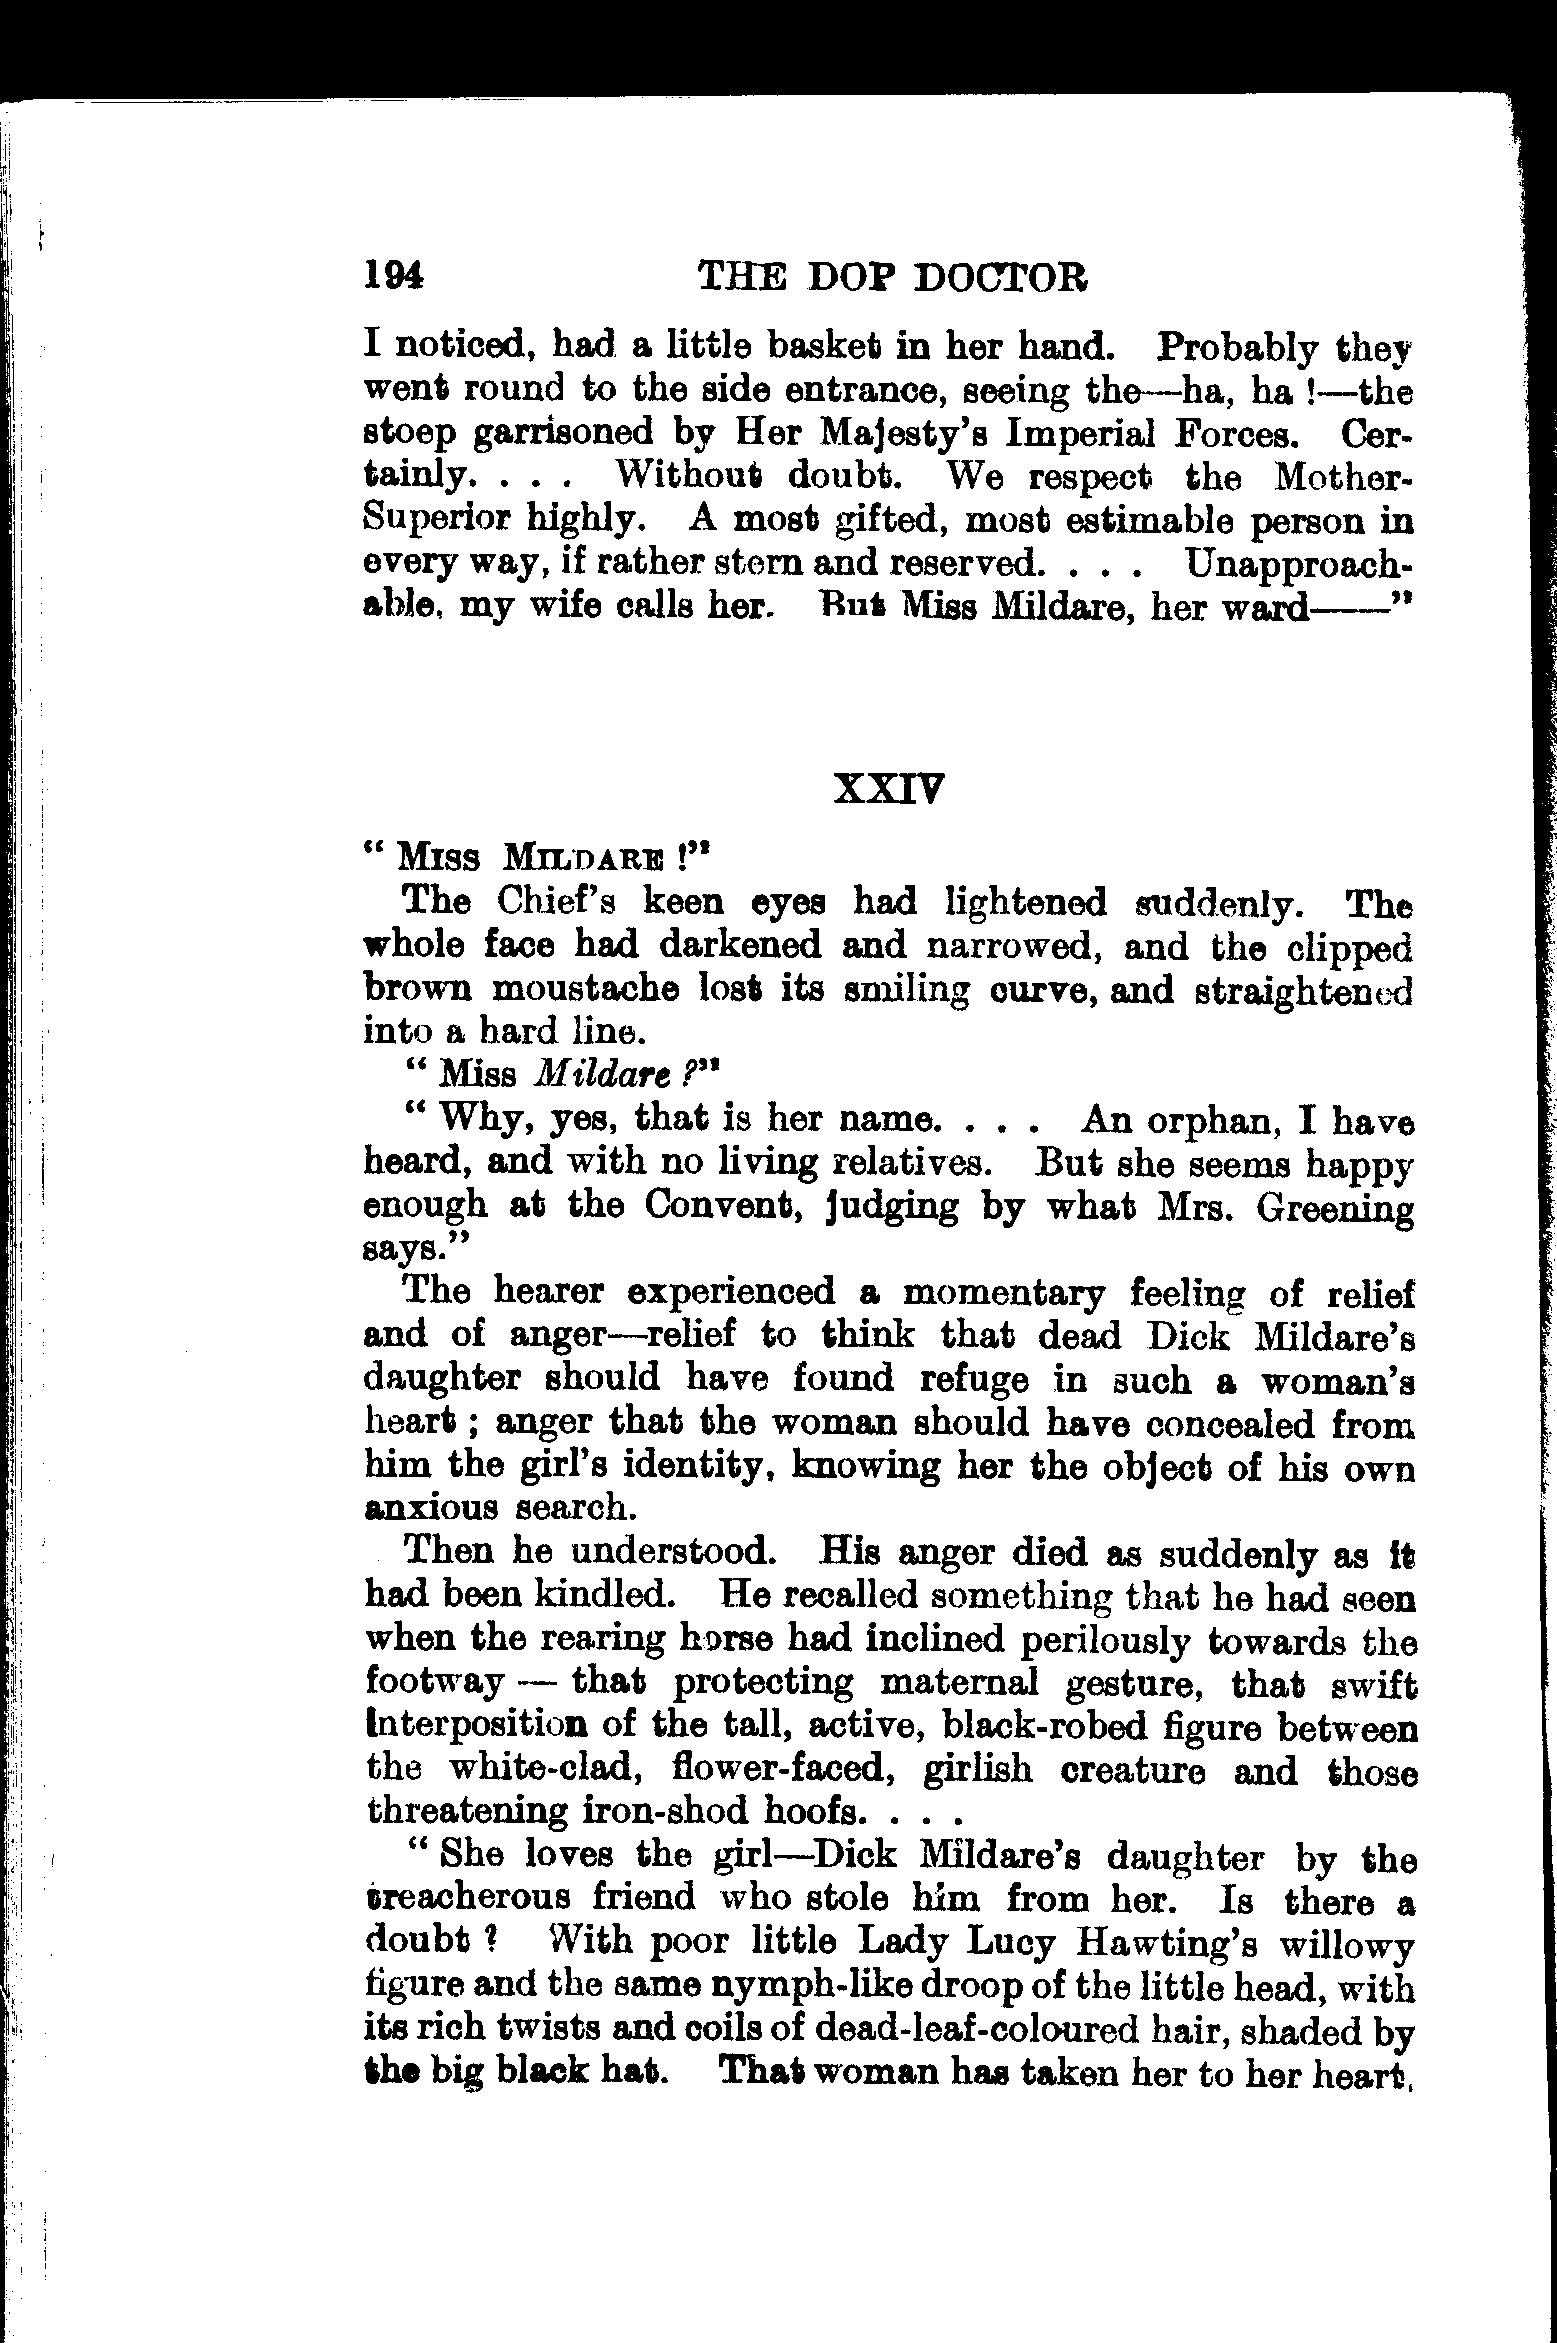 194 THE DOP DOCTOR
I noticed, had a little basket in her hand. Probably they
went round to the side entrance, seeing the—ha, ha !—the
stoep garrisoned by Her Majesty's Imperial Forces. Cer-
tainly. . . . Without doubt. We respect the Mother-
Superior highly. A most gifted, most estimable person in
every way, if rather stern and reserved. . . . Unapproach-
able, my wife calls her. But Miss Mildare, her ward——"
XXIV
" MISS MILDARE !"
The Chief's keen eyes had lightened suddenly. The
whole face had darkened and narrowed, and the clipped
brown moustache lost its smiling curve, and straightened
into a hard line.
" Miss Mildare ?"
" Why, yes, that is her name. . . . An orphan, I have
heard, and with no living relatives. But she seems happy
enough at the Convent, judging by what Mrs. Greening
says."
The hearer experienced a momentary feeling of relief
and of anger—relief to think that dead Dick Mildare's
daughter should have found refuge in such a woman's
heart ; anger that the woman should have concealed from
him the girl's identity, knowing her the object of his own
anxious search.
Then he understood. His anger died as suddenly as it
had been kindled. He recalled something that he had seen
when the rearing horse had inclined perilously towards the
footway — that protecting maternal gesture, that swift
interposition of the tall, active, black-robed figure between
the white-clad, flower-faced, girlish creature and those
threatening iron-shod hoofs. . . .
" She loves the girl—Dick Mildare's daughter by the
treacherous friend who stole him from her. Is there a
doubt ? With poor little Lady Lucy Hawting's willowy
figure and the same nymph-like droop of the little head, with
its rich twists and coils of dead-leaf-coloured hair, shaded by
the big black hat. That woman has taken her to her heart,